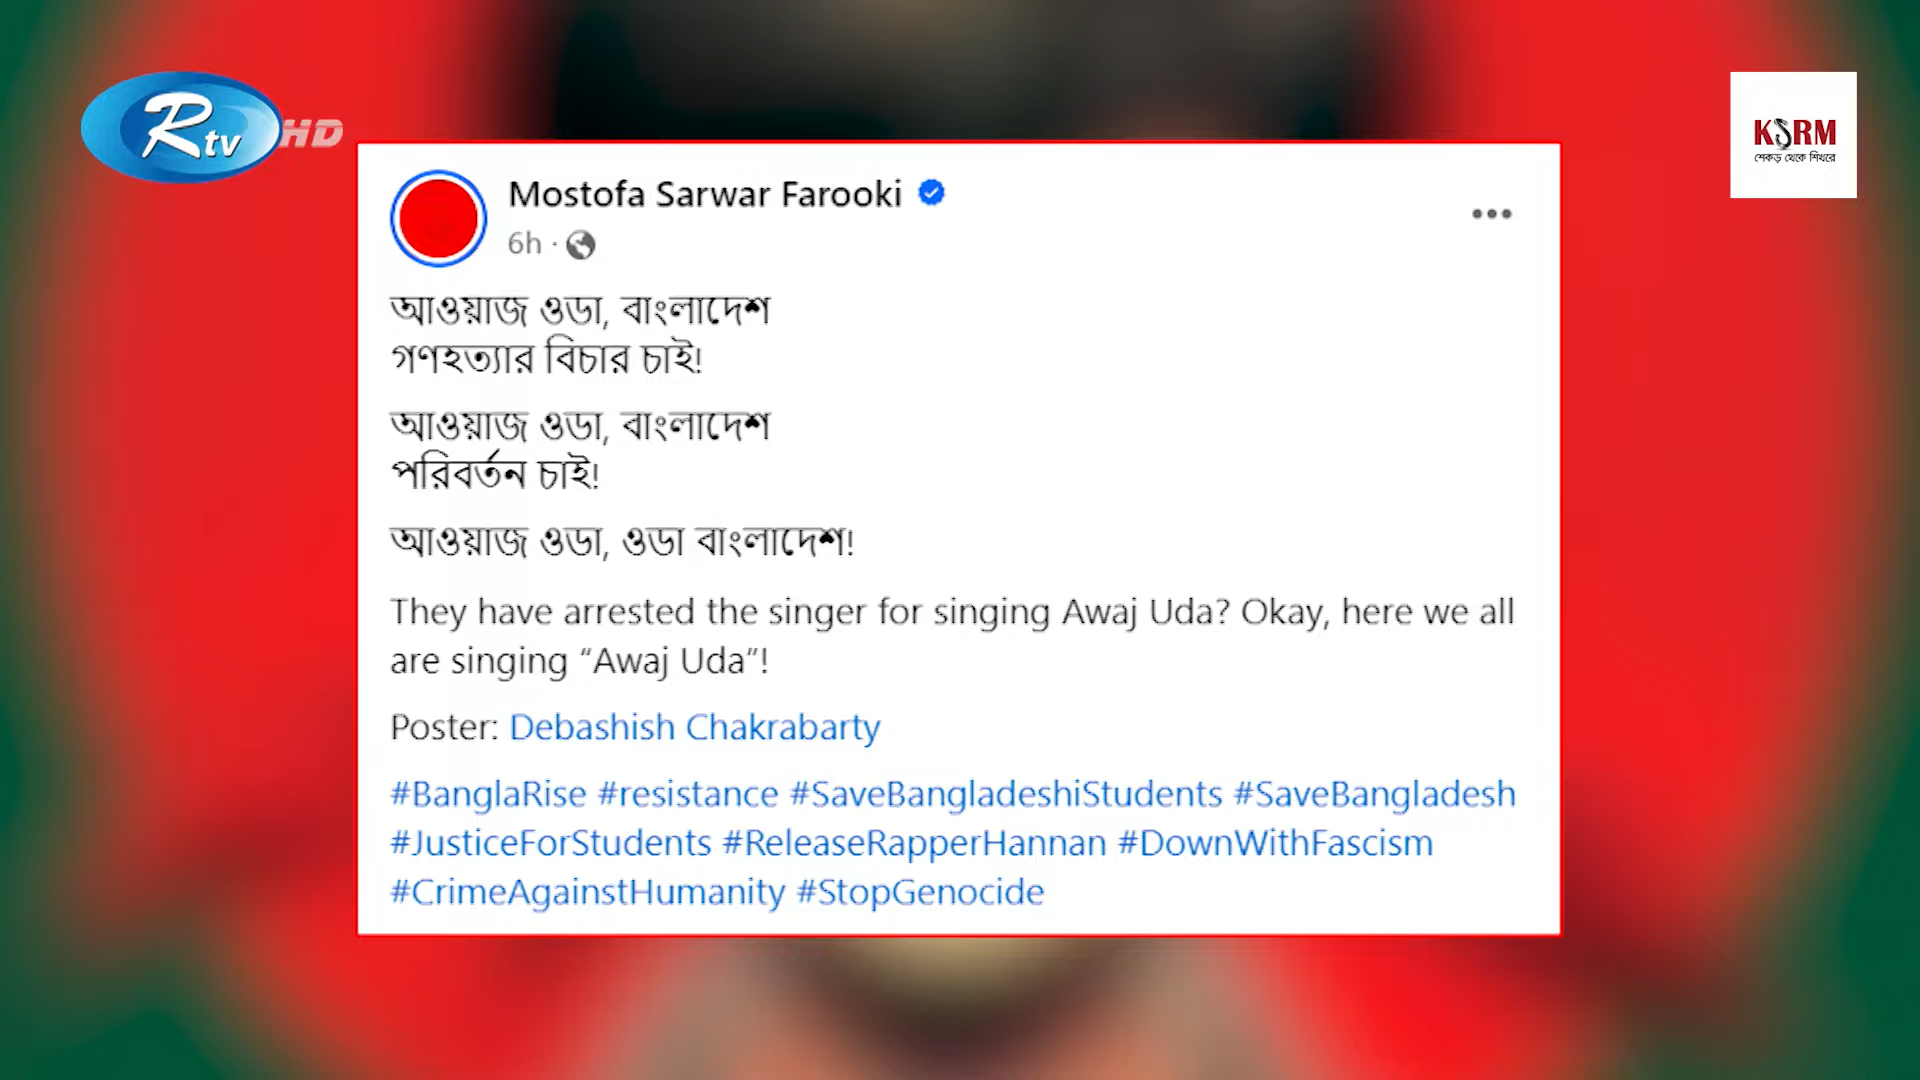 Rtv HD
KSRM
শেকড় থেকে শিখরে
Mostofa Sarwar Farooki
6h ·
আওয়াজ ওডা, বাংলাদেশ
গণহত্যার বিচার চাই!
আওয়াজ ওডা, বাংলাদেশ
পরিবর্তন চাই!
আওয়াজ ওডা, ওডা বাংলাদেশ!
They have arrested the singer for singing Awaj Uda? Okay, here we all
are singing “Awaj Uda”!
Poster: Debashish Chakrabarty
#BanglaRise #resistance #SaveBangladeshiStudents #SaveBangladesh
#JusticeForStudents #ReleaseRapperHannan #DownWithFascism
#CrimeAgainstHumanity #StopGenocide